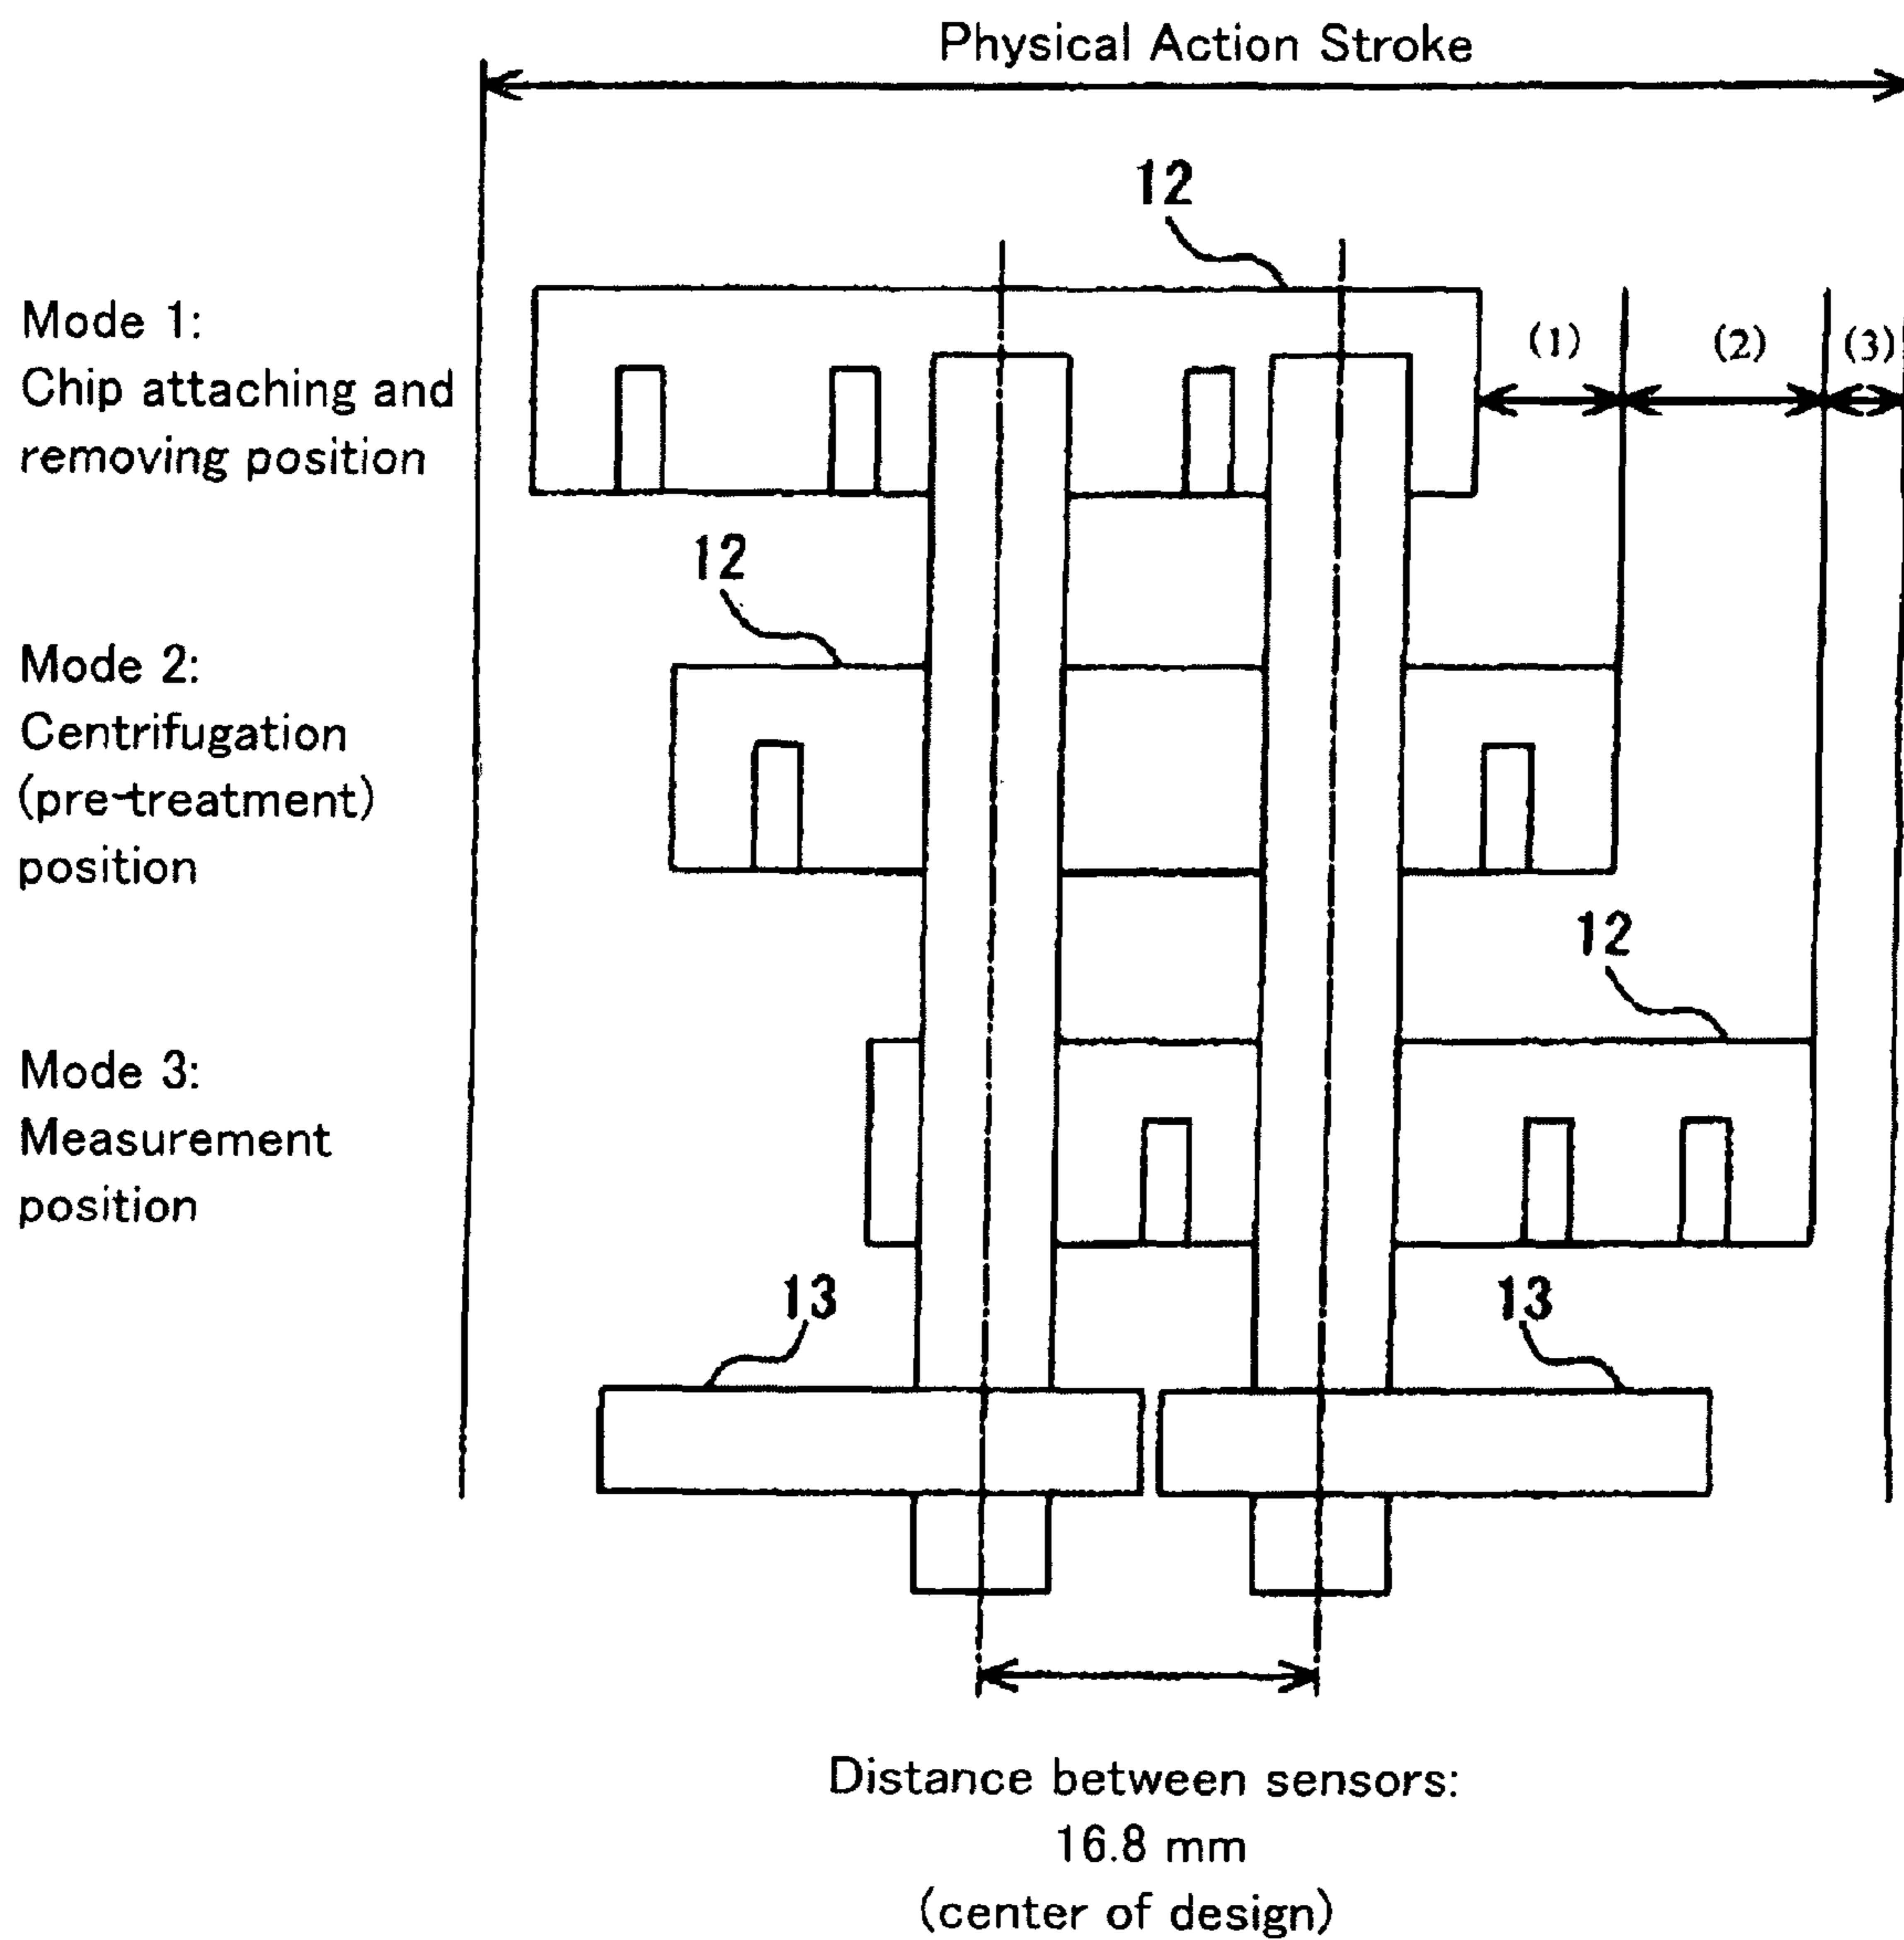 Physical Action Stroke
12
Mode 1:
Chip attaching and
removing position
(1)
(2)
(3)
12
Mode 2:
Centrifugation
(pre-treatment)
position
12
Mode 3:
Measurement
position
13
13
Distance between sensors:
16.8 mm
(center of design)